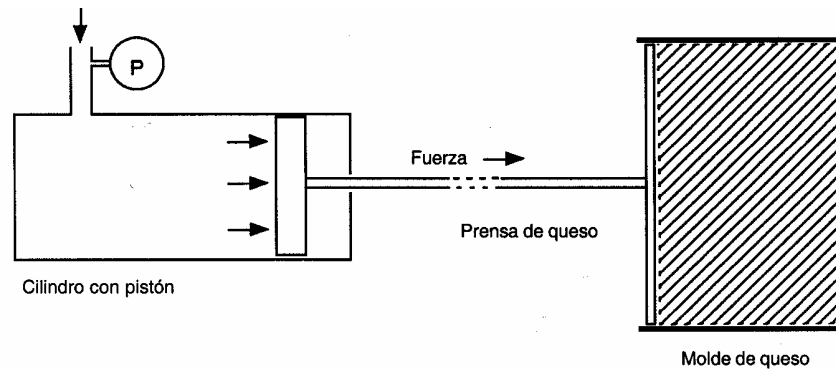 P
Fuerza
Prensa de queso
Cilindro con pistón
Molde de queso